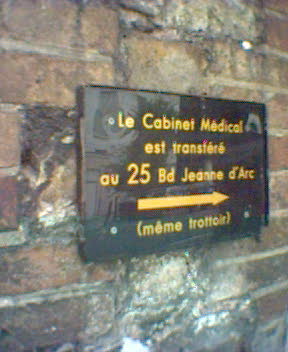 Le Cabinet Médical
est transféré
au 25 Bd Jeanne d'Arc
(même trottoir)